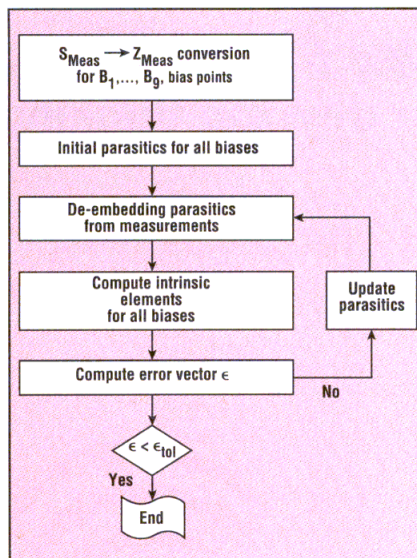 S_Meas → Z_Meas conversion
for B_1,..., B_9, bias points
Initial parasitics for all biases
De-embedding parasitics
from measurements
Compute intrinsic
elements
for all biases
Update
parasitics
Compute error vector ϵ
No
ϵ < ϵ_tol
Yes
End